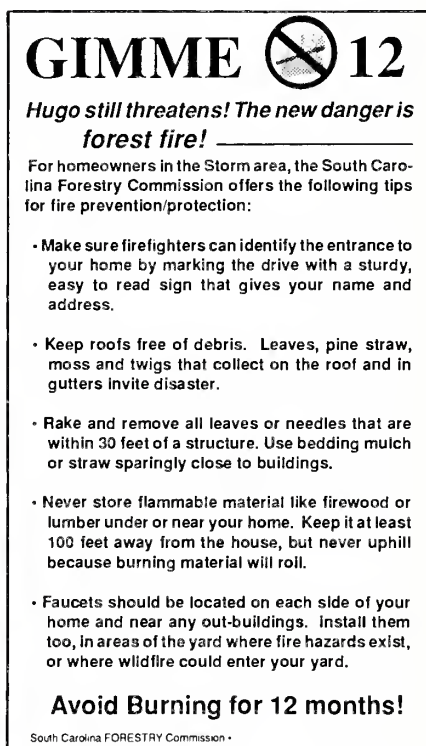 GIMME 12
Hugo still threatens! The new danger is
forest fire!
For homeowners in the Storm area, the South Caro-
lina Forestry Commission offers the following tips
for fire prevention/protection:
• Make sure firefighters can identify the entrance to
your home by marking the drive with a sturdy,
easy to read sign that gives your name and
address.
• Keep roofs free of debris. Leaves, pine straw,
moss and twigs that collect on the roof and in
gutters invite disaster.
• Rake and remove all leaves or needles that are
within 30 feet of a structure. Use bedding mulch
or straw sparingly close to buildings.
• Never store flammable material like firewood or
lumber under or near your home. Keep it at least
100 feet away from the house, but never uphill
because burning material will roll.
• Faucets should be located on each side of your
home and near any out-buildings. Install them
too, in areas of the yard where fire hazards exist,
or where wildfire could enter your yard.
Avoid Burning for 12 months!
South Carolina FORESTRY Commission •